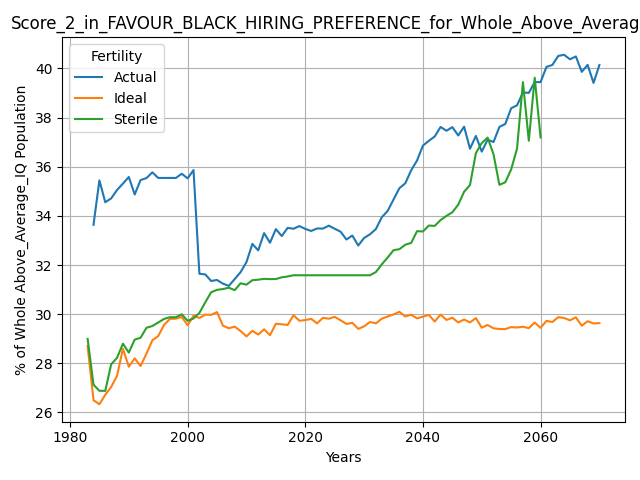 Score_2_in_FAVOUR_BLACK_HIRING_PREFERENCE_for_Whole_Above_Averag
Fertility
Actual
Ideal
Sterile
% of Whole Above_Average_IQ Population
40
38
36
34
32
30
28
26
1980
2000
2020
2040
2060
Years